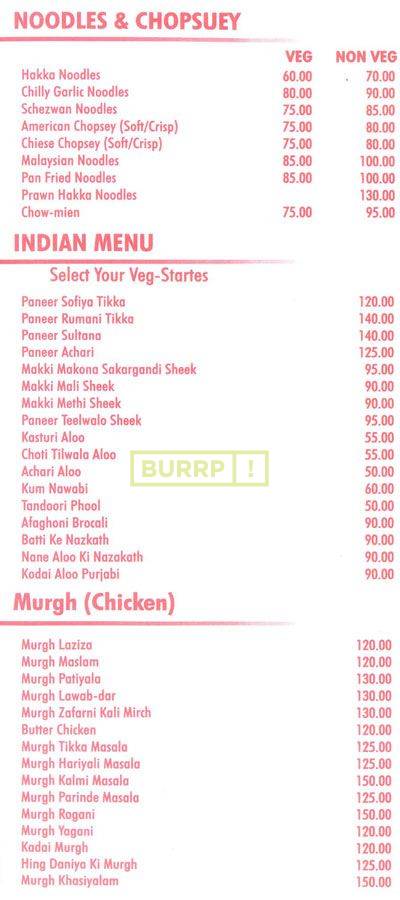 NOODLES & CHOPSUEY
VEG NON VEG
Hakka Noodles 60.00 70.00
Chilly Garlic Noodles 80.00 90.00
Schezwan Noodles 75.00 85.00
American Chopsey (Soft/Crisp) 75.00 80.00
Chiese Chopsey (Soft/Crisp) 75.00 80.00
Malaysian Noodles 85.00 100.00
Pan Fried Noodles 85.00 100.00
Prawn Hakka Noodles 130.00
Chow-mien 75.00 95.00
INDIAN MENU
Select Your Veg-Startes
Paneer Sofiya Tikka 120.00
Paneer Rumani Tikka 140.00
Paneer Sultana 140.00
Paneer Achari 125.00
Makki Makona Sakargandi Sheek 95.00
Makki Mali Sheek 90.00
Makki Methi Sheek 90.00
Paneer Teelwalo Sheek 95.00
Kasturi Aloo 55.00
Choti Tilwala Aloo 55.00
Achari Aloo 50.00
BURRP !
Kum Nawabi 60.00
Tandoori Phool 50.00
Afaghoni Brocali 90.00
Batti Ke Nazkath 90.00
Nane Aloo Ki Nazakath 90.00
Kodai Aloo Purjabi 90.00
Murgh (Chicken)
Murgh Laziza 120.00
Murgh Maslam 120.00
Murgh Patiyala 130.00
Murgh Lawab-dar 130.00
Murgh Zafarni Kali Mirch 130.00
Butter Chicken 120.00
Murgh Tikka Masala 125.00
Murgh Hariyali Masala 125.00
Murgh Kalmi Masala 150.00
Murgh Parinde Masala 125.00
Murgh Rogani 150.00
Murgh Yagani 120.00
Kadai Murgh 120.00
Hing Daniya Ki Murgh 125.00
Murgh Khasiyalam 150.00